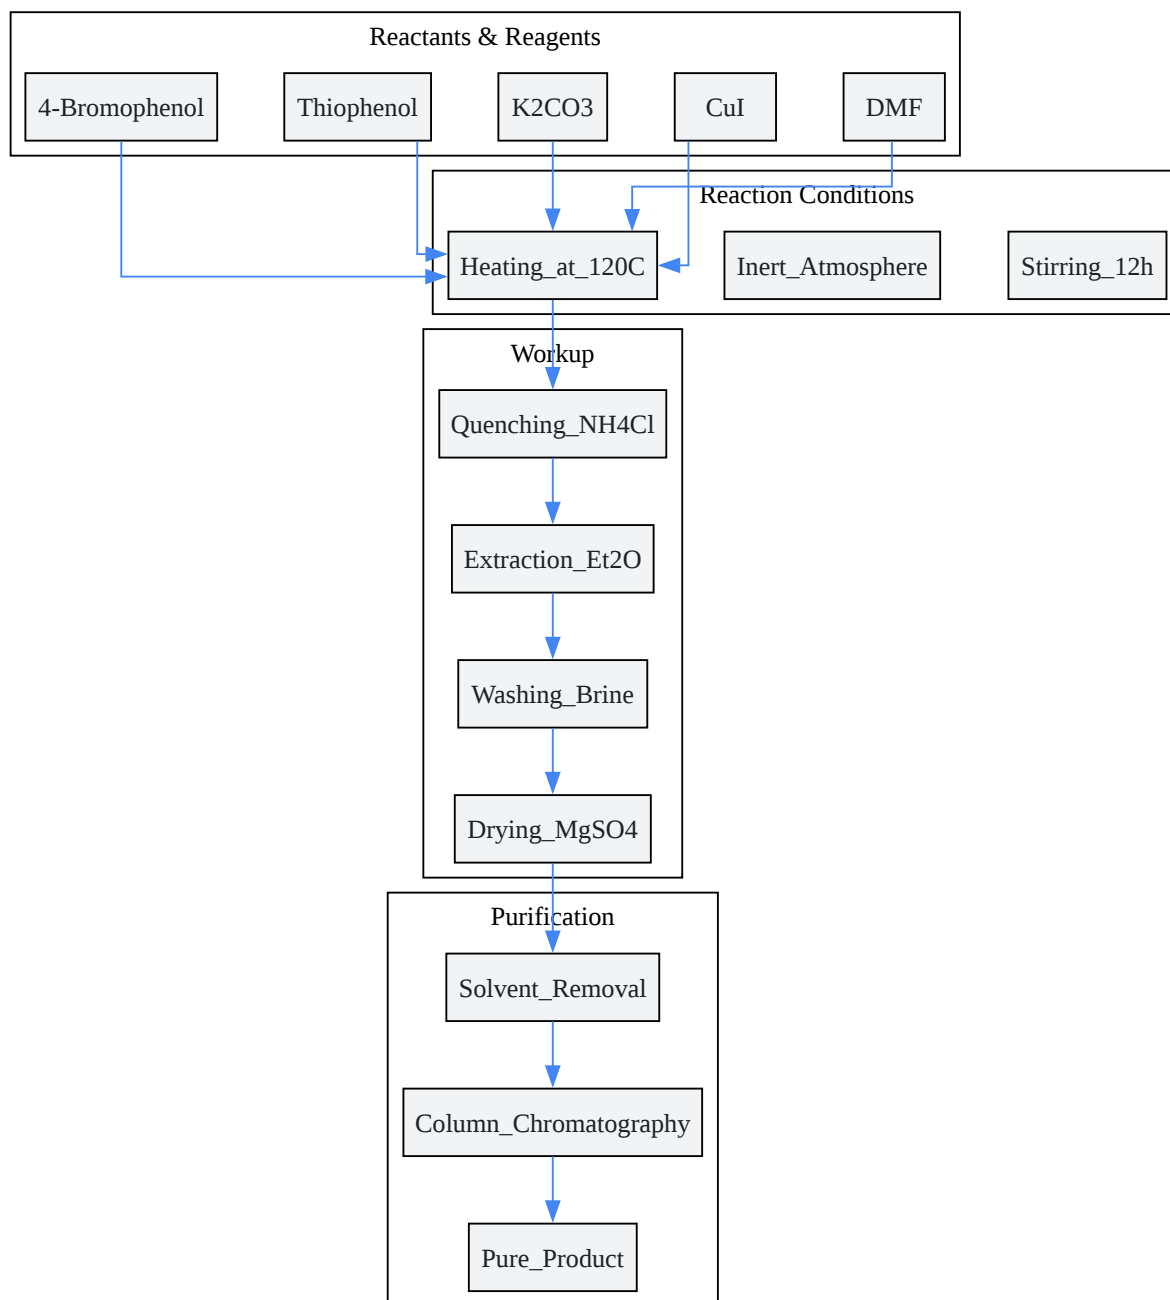 Reactants & Reagents
4-Bromophenol
Thiophenol
K2CO3
CuI
DMF
Reaction Conditions
Heating_at_120C
Inert_Atmosphere
Stirring_12h
Workup
Quenching_NH4Cl
Extraction_Et2O
Washing_Brine
Drying_MgSO4
Purification
Solvent_Removal
Column_Chromatography
Pure_Product